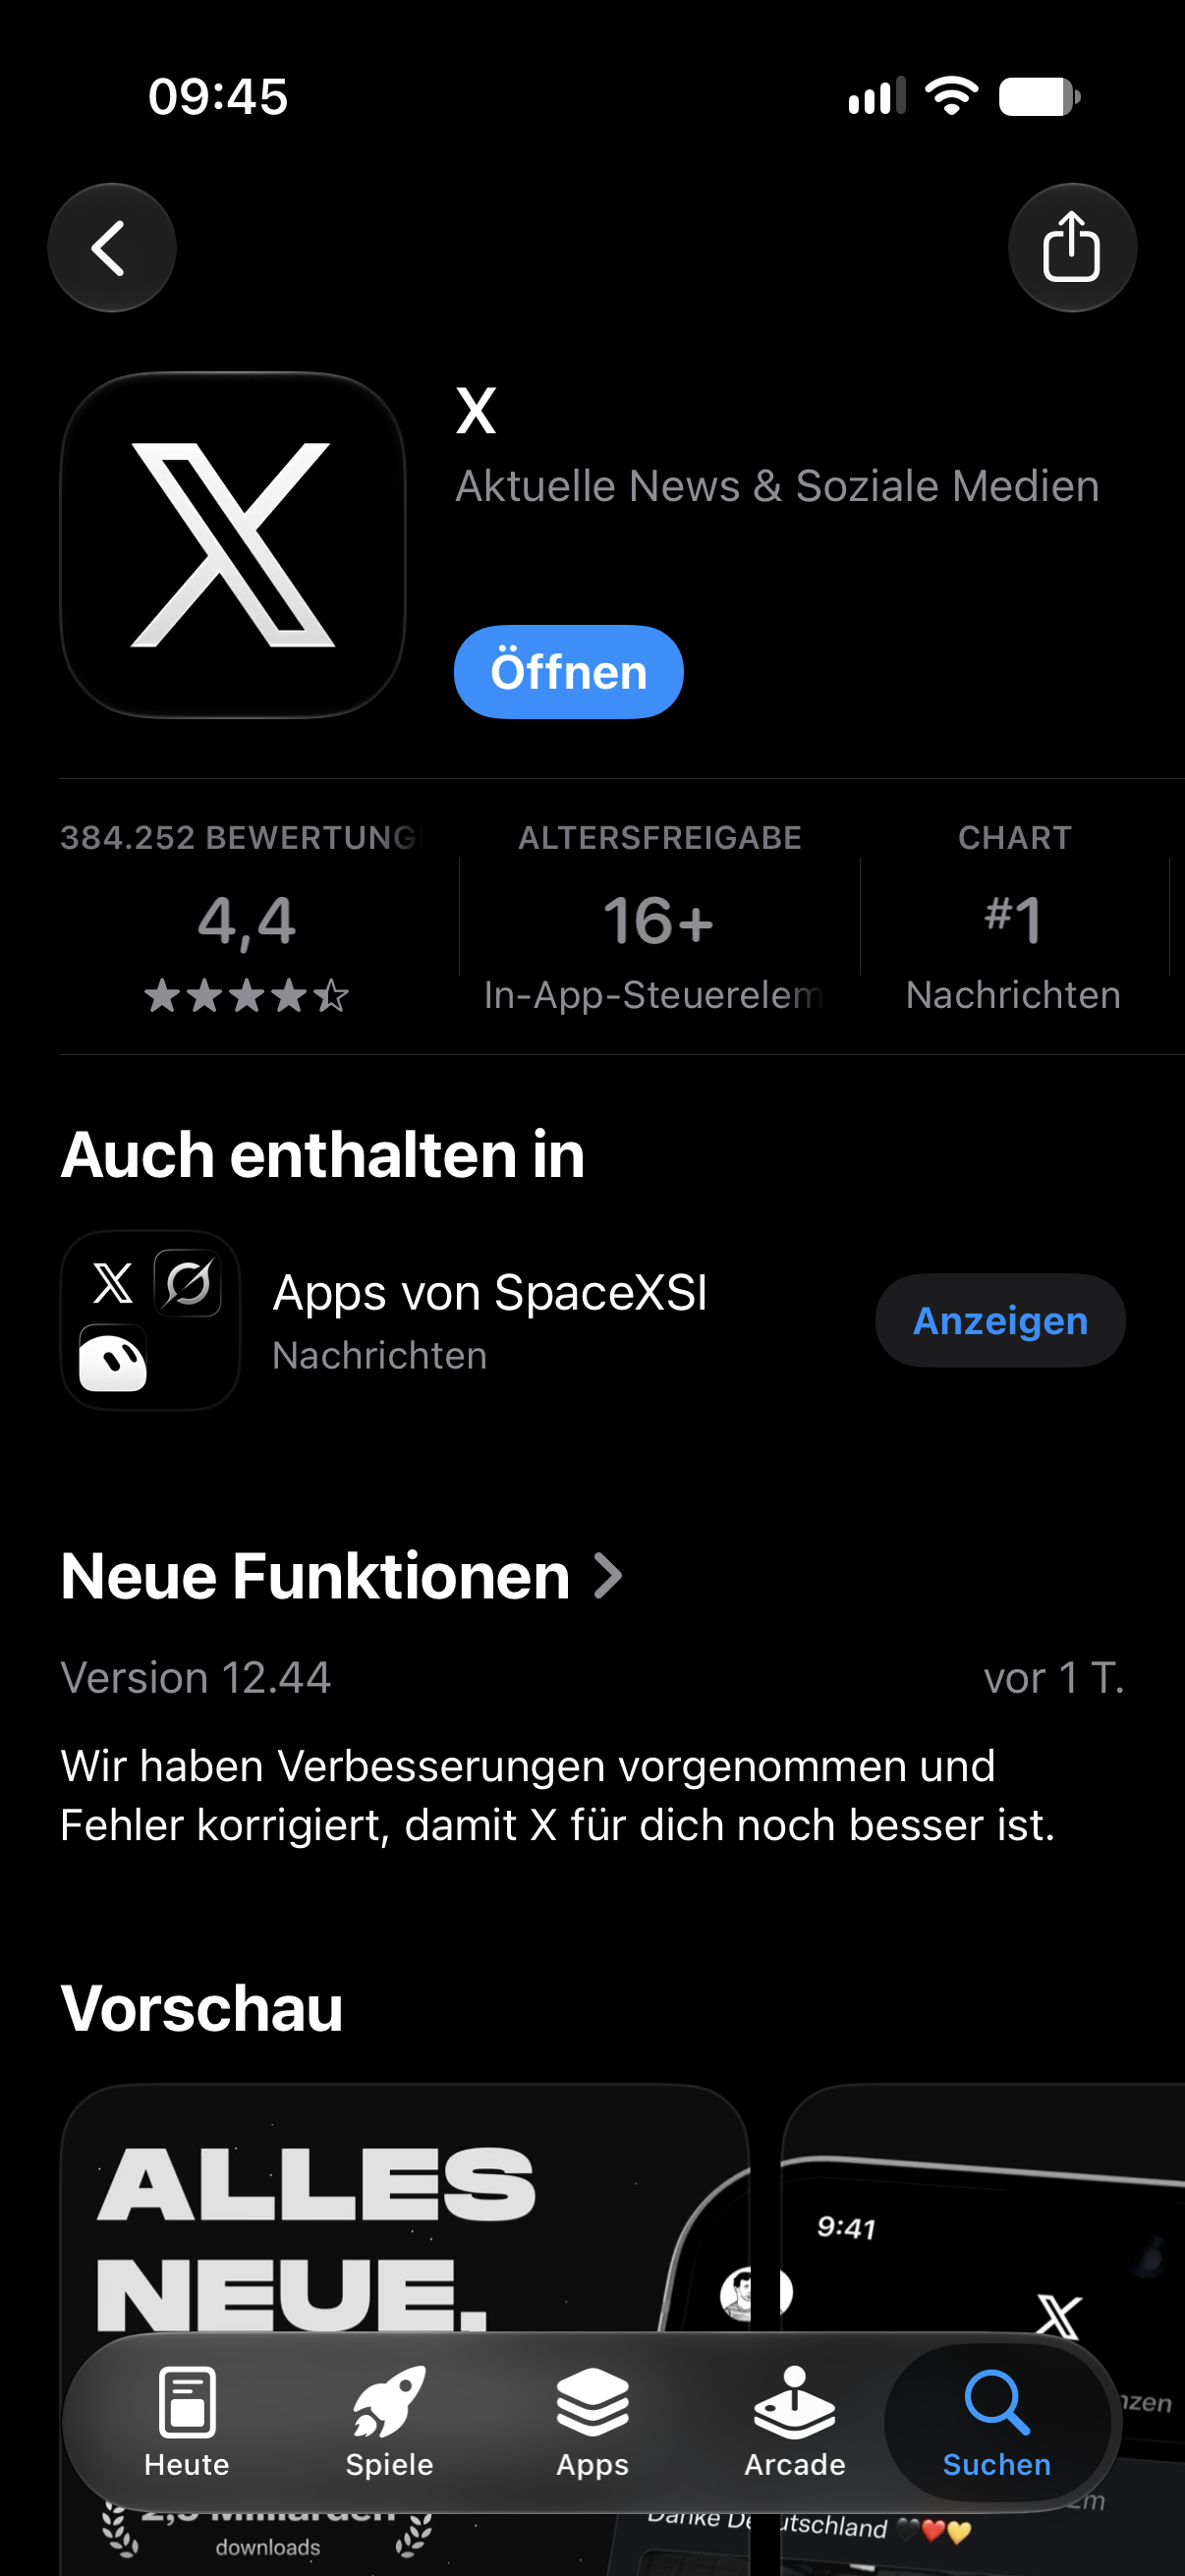 09:45
X
Aktuelle News & Soziale Medien
Öffnen
384.252 BEWERTUNG
4,4
ALTERSFREIGABE
16+
In-App-Steuerelem
CHART
#1
Nachrichten
Auch enthalten in
Apps von SpaceXSI
Nachrichten
Anzeigen
Neue Funktionen
Version 12.44
vor 1 T.
Wir haben Verbesserungen vorgenommen und
Fehler korrigiert, damit X für dich noch besser ist.
Vorschau
ALLES
NEUE.
9:41
nzen
Heute
Spiele
Apps
Arcade
Suchen
downloads
Danke Deutschland 🖤❤️💛